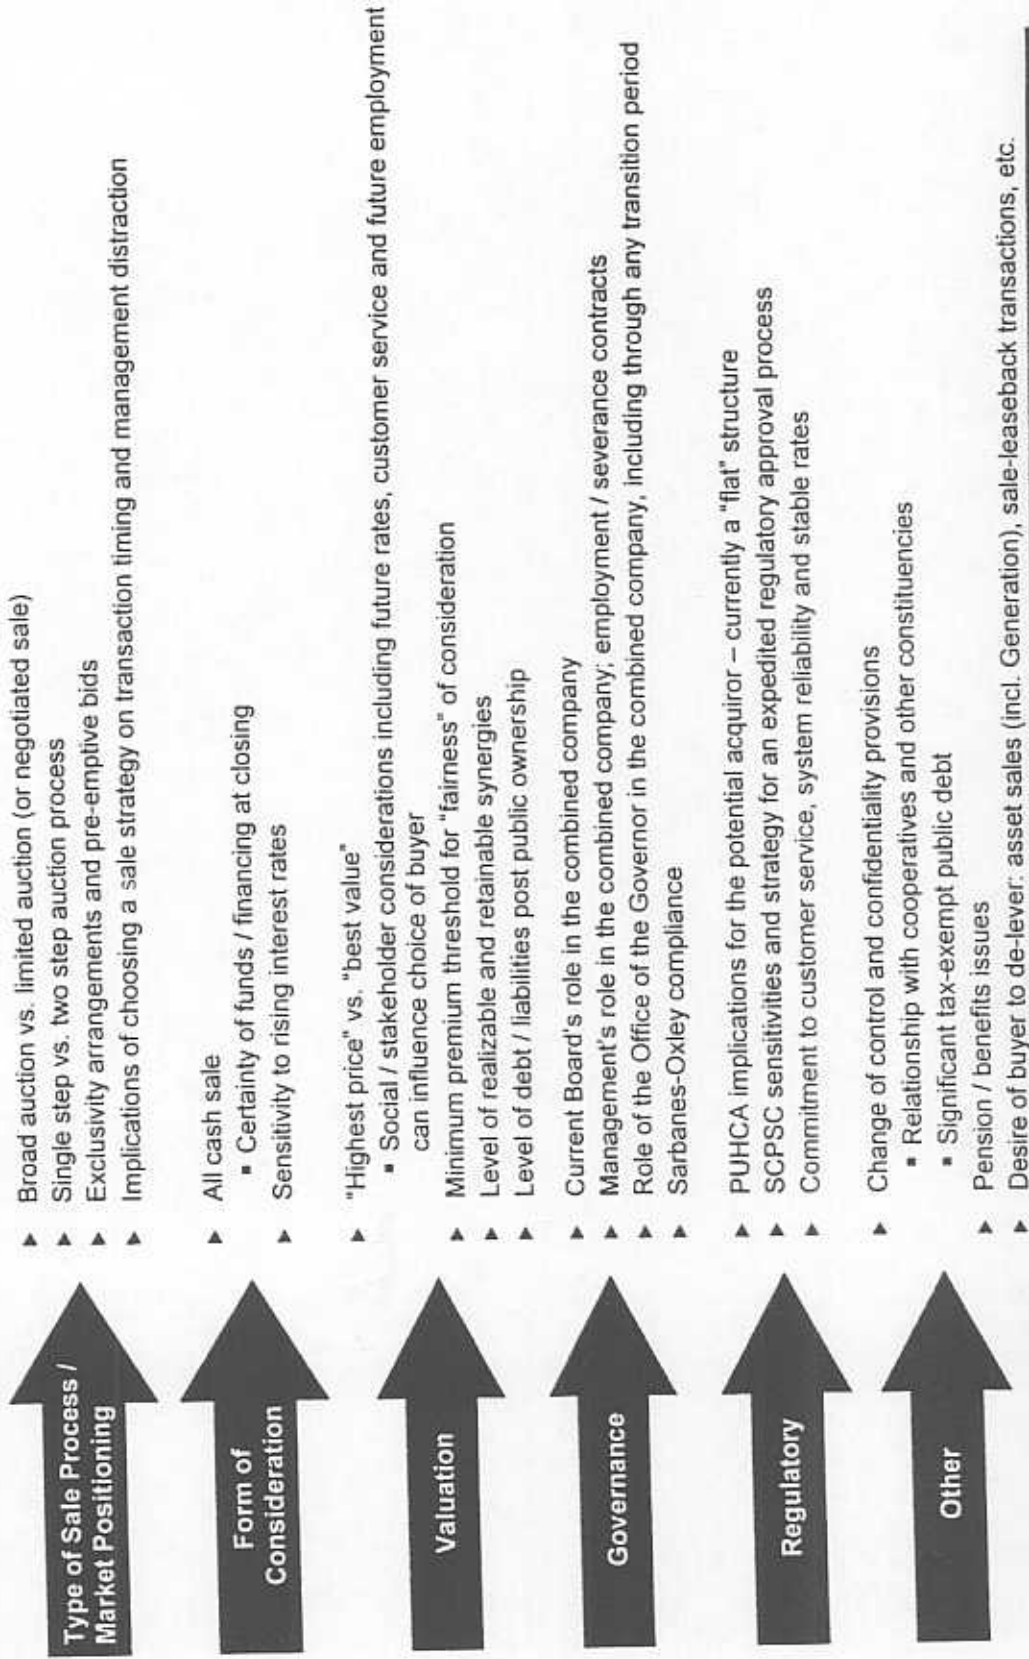 Type of Sale Process /
Market Positioning
Broad auction vs. limited auction (or negotiated sale)
Single step vs. two step auction process
Exclusivity arrangements and pre-emptive bids
Implications of choosing a sale strategy on transaction timing and management distraction
Form of
Consideration
All cash sale
Certainty of funds / financing at closing
Sensitivity to rising interest rates
Valuation
"Highest price" vs. "best value"
Social / stakeholder considerations including future rates, customer service and future employment
can influence choice of buyer
Minimum premium threshold for "fairness" of consideration
Level of realizable and retainable synergies
Level of debt / liabilities post public ownership
Governance
Current Board's role in the combined company
Management's role in the combined company; employment / severance contracts
Role of the Office of the Governor in the combined company, including through any transition period
Sarbanes-Oxley compliance
Regulatory
PUHCA implications for the potential acquiror – currently a "flat" structure
SCPSC sensitivities and strategy for an expedited regulatory approval process
Commitment to customer service, system reliability and stable rates
Other
Change of control and confidentiality provisions
Relationship with cooperatives and other constituencies
Significant tax-exempt public debt
Pension / benefits issues
Desire of buyer to de-lever: asset sales (incl. Generation), sale-leaseback transactions, etc.